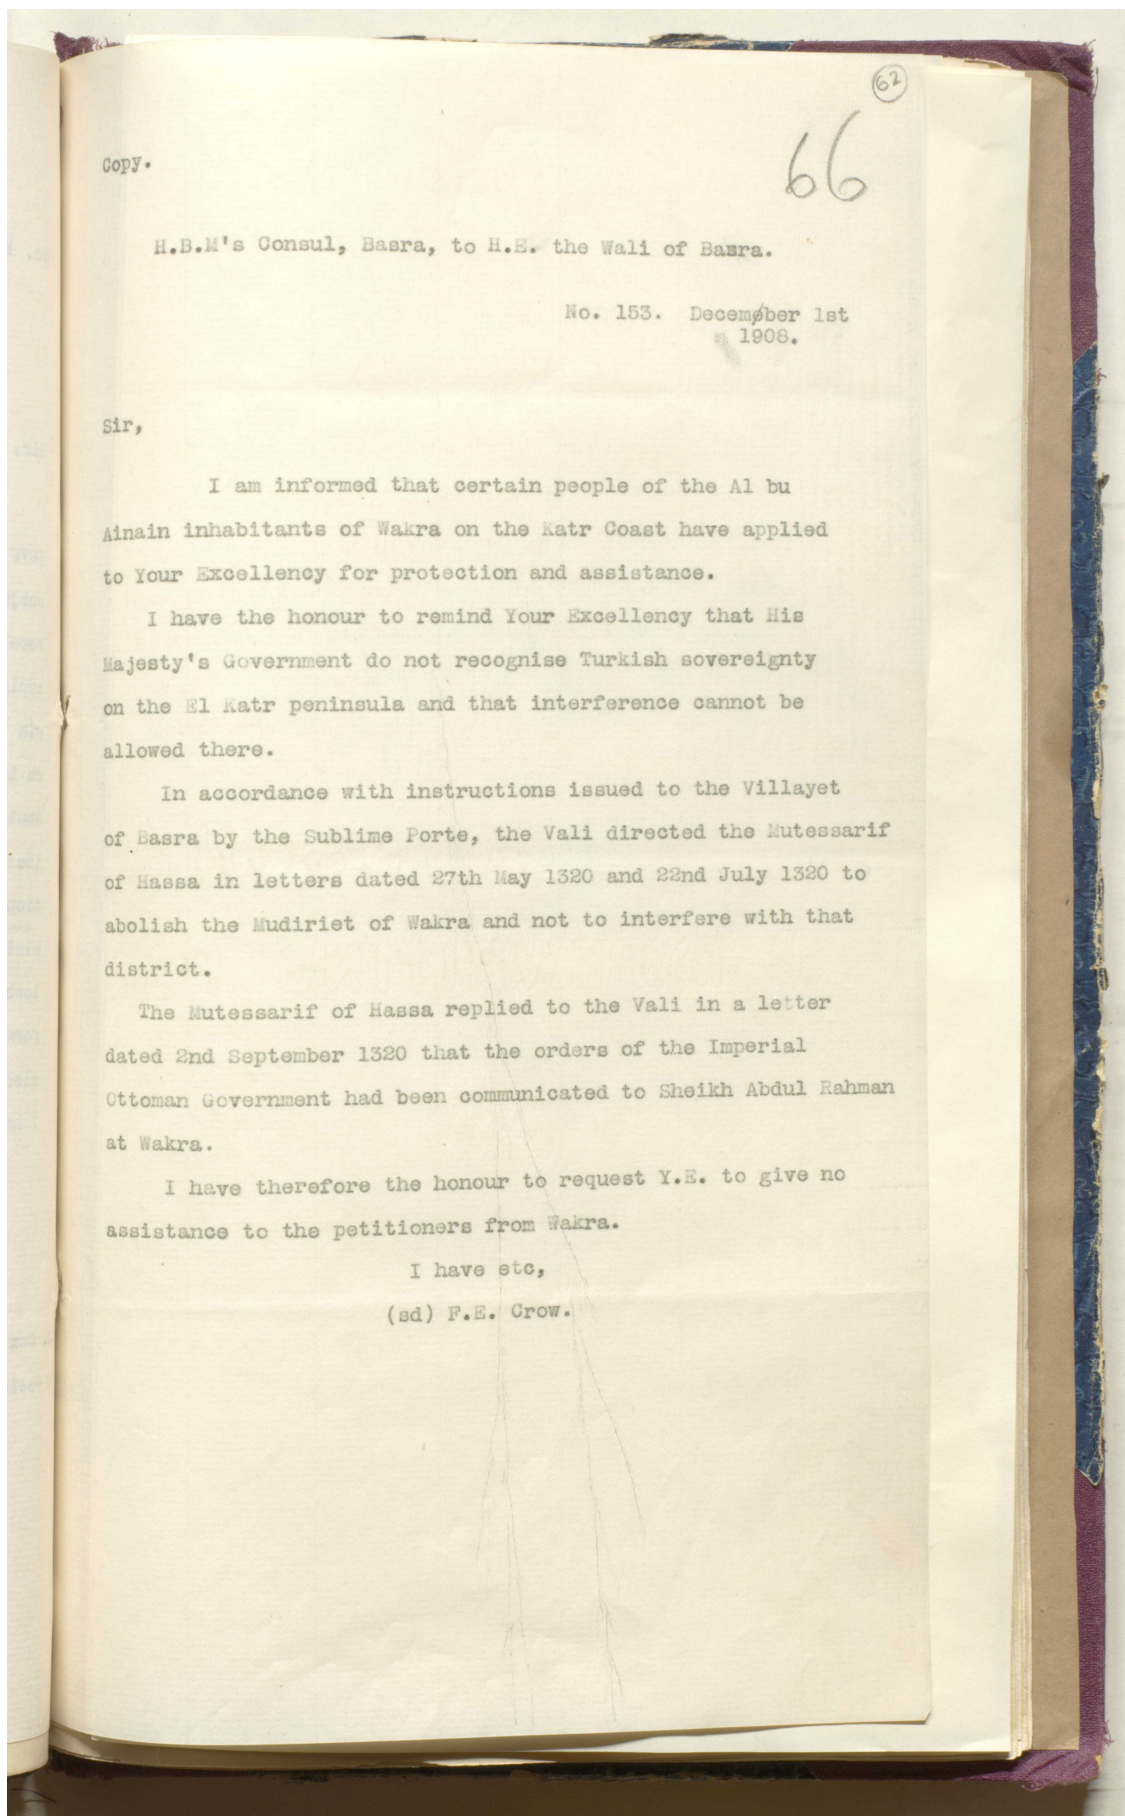 62
66
Copy.
H.B.M's Consul, Basra, to H.E. the Wali of Basra.
No. 153. December 1st
1908.
Sir,
I am informed that certain people of the Al bu
Ainain inhabitants of Wakra on the Katr Coast have applied
to Your Excellency for protection and assistance.
I have the honour to remind Your Excellency that His
Majesty's Government do not recognise Turkish sovereignty
on the El Katr peninsula and that interference cannot be
allowed there.
In accordance with instructions issued to the Villayet
of Basra by the Sublime Porte, the Vali directed the Mutessarif
of Hassa in letters dated 27th May 1320 and 22nd July 1320 to
abolish the Mudiriet of Wakra and not to interfere with that
district.
The Mutessarif of Hassa replied to the Vali in a letter
dated 2nd September 1320 that the orders of the Imperial
Ottoman Government had been communicated to Sheikh Abdul Rahman
at Wakra.
I have therefore the honour to request Y.E. to give no
assistance to the petitioners from Wakra.
I have etc,
(sd) F.E. Crow.